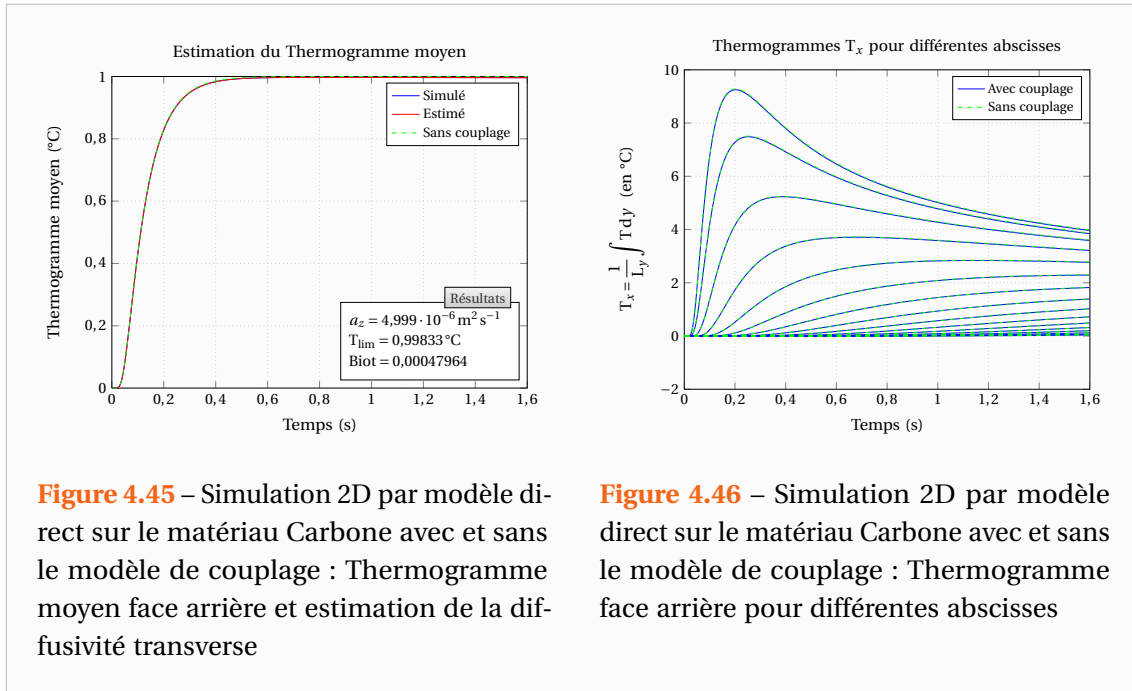 Estimation du Thermogramme moyen
Thermogramme moyen (°C)
1
0,8
0,6
0,4
0,2
0
Simulé
Estimé
Sans couplage
Résultats
a_z = 4,999 · 10⁻⁶ m² s⁻¹
T_lim = 0,99833 °C
Biot = 0,00047964
0 0,2 0,4 0,6 0,8 1 1,2 1,4 1,6
Temps (s)
Thermogrammes T_x pour différentes abscisses
T_x = 1/L_y ∫ T dy (en °C)
10
8
6
4
2
0
−2
Avec couplage
Sans couplage
0 0,2 0,4 0,6 0,8 1 1,2 1,4 1,6
Temps (s)
Figure 4.45 – Simulation 2D par modèle di-
rect sur le matériau Carbone avec et sans
le modèle de couplage : Thermogramme
moyen face arrière et estimation de la dif-
fusivité transverse
Figure 4.46 – Simulation 2D par modèle
direct sur le matériau Carbone avec et sans
le modèle de couplage : Thermogramme
face arrière pour différentes abscisses